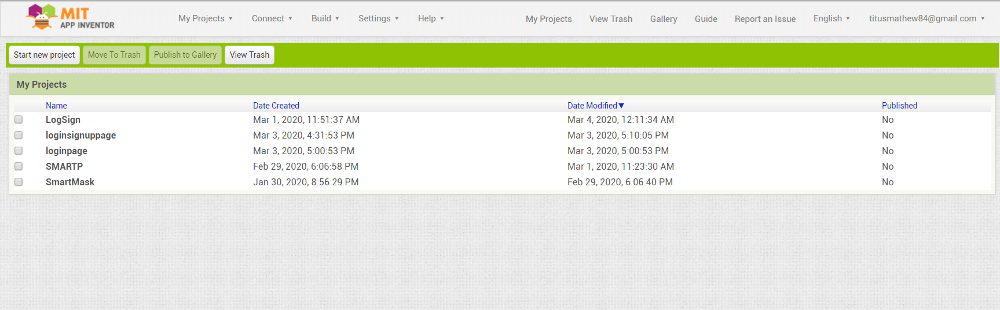 MIT
APP INVENTOR
My Projects Connect Build Settings Help My Projects View Trash Gallery Guide Report an Issue English titusmathew84@gmail.com
Start new project Move To Trash Publish to Gallery View Trash
My Projects
Name Date Created Date Modified Published
LogSign Mar 1, 2020, 11:51:37 AM Mar 4, 2020, 12:11:34 AM No
loginsignuppage Mar 3, 2020, 4:31:53 PM Mar 3, 2020, 5:10:05 PM No
loginpage Mar 3, 2020, 5:00:53 PM Mar 3, 2020, 5:00:53 PM No
SMARTP Feb 29, 2020, 6:06:58 PM Mar 1, 2020, 11:23:30 AM No
SmartMask Jan 30, 2020, 8:56:29 PM Feb 29, 2020, 6:06:40 PM No